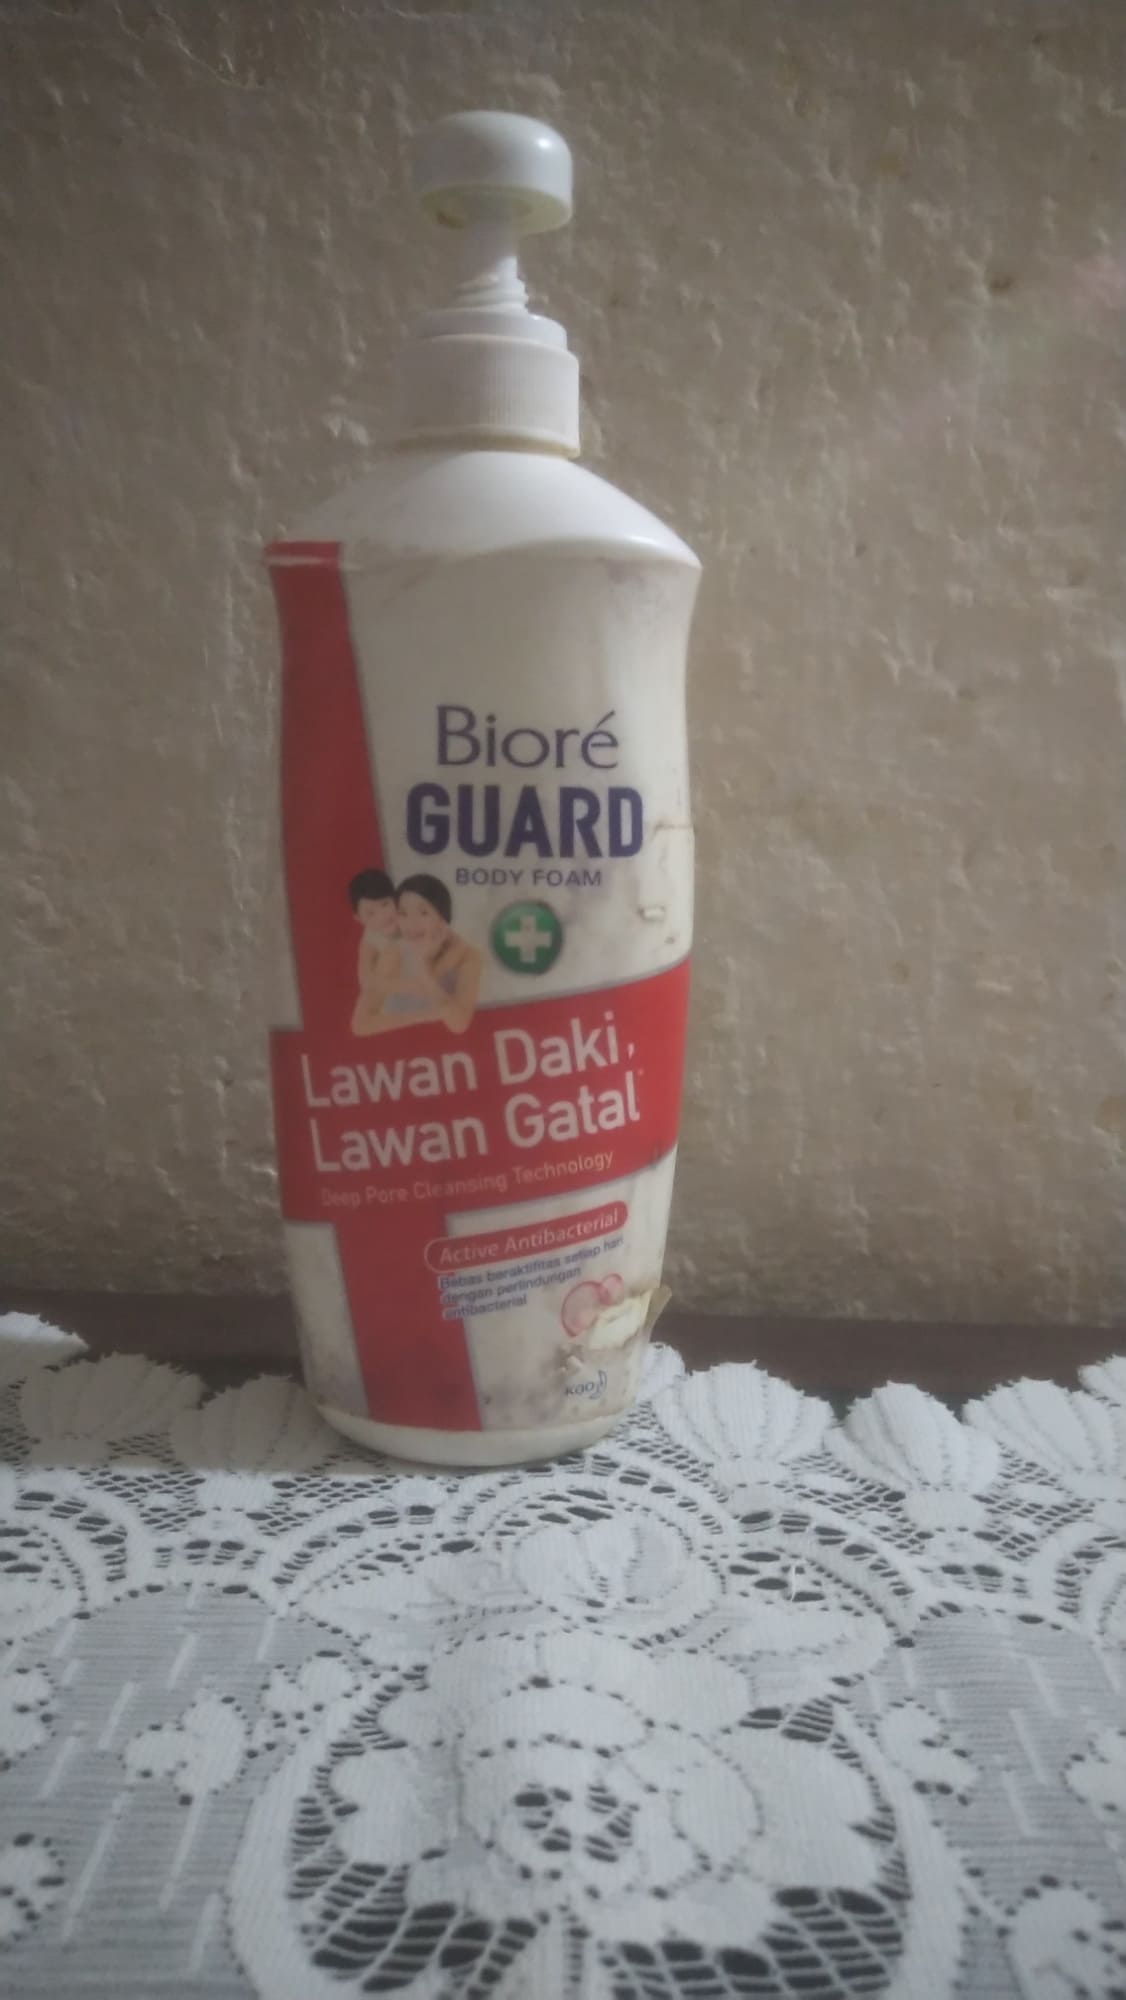 Bioré
GUARD
BODY FOAM
Lawan Daki,
Lawan Gatal*
Deep Pore Cleansing Technology
Active Antibacterial
Bebas beraktifitas setiap hari
dengan perlindungan
antibacterial
Kao